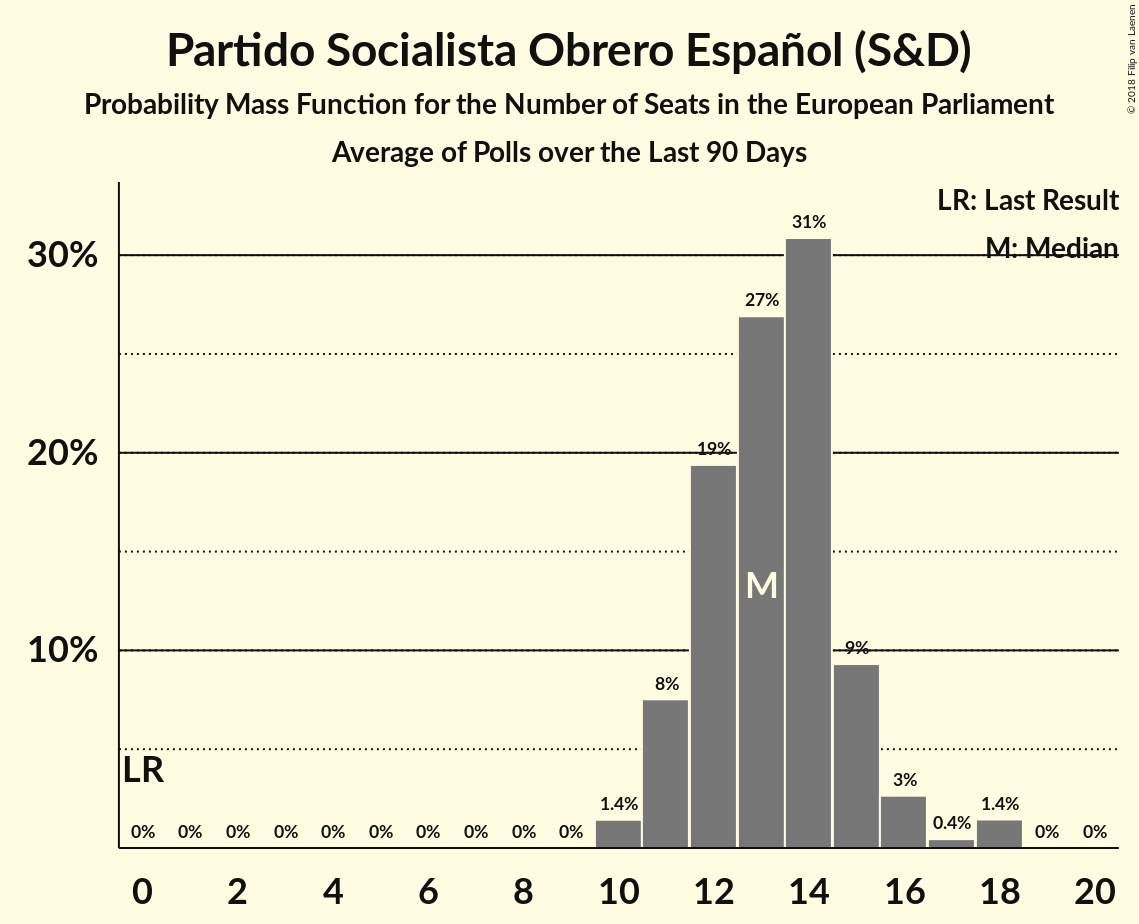 Partido Socialista Obrero Español (S&D)
Probability Mass Function for the Number of Seats in the European Parliament
Average of Polls over the Last 90 Days
© 2018 Filip van Laenen
LR: Last Result
M: Median
30%
20%
10%
31%
27%
19%
M
9%
8%
LR
3%
1.4%
0.4%
1.4%
0% 0% 0% 0% 0% 0% 0% 0% 0% 0% 0% 0%
0 2 4 6 8 10 12 14 16 18 20